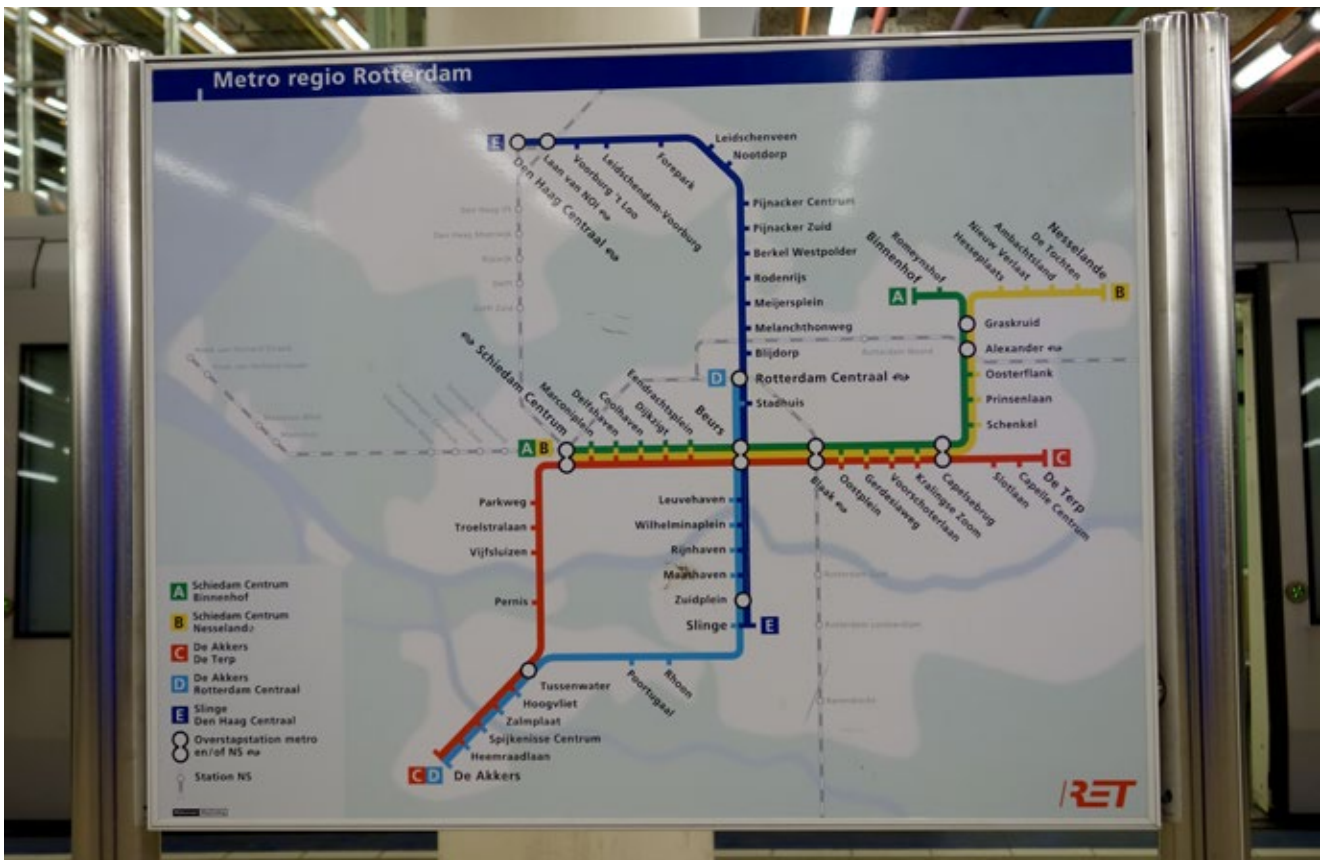 Metro regio Rotterdam
E
Den Haag Centraal
Laan van NOI
Voorburg 't Loo
Leidschendam-Voorburg
Forepark
Leidschenveen
Nootdorp
Pijnacker Centrum
Pijnacker Zuid
Berkel Westpolder
Rodenrijs
Meijersplein
Melanchthonweg
Blijdorp
D
Rotterdam Centraal
Stadhuis
A
Binnenhof
Romeynshof
Hesseplaats
Nieuw Verlaat
Ambachtsland
De Tochten
Nesselande
B
Graskruid
Alexander
Oosterflank
Prinsenlaan
Schenkel
A B
Schiedam Centrum
Marconiplein
Delfshaven
Coolhaven
Dijkzigt
Eendrachtsplein
Beurs
Blaak
Oostplein
Gerdesiaweg
Voorschoterlaan
Kralingse Zoom
Capelsebrug
Slotlaan
Capelle Centrum
De Terp
C
Parkweg
Troelstralaan
Vijfsluizen
Pernis
Leuvehaven
Wilhelminaplein
Rijnhaven
Maashaven
Zuidplein
Slinge
E
Rhoon
Poortugaal
Tussenwater
Hoogvliet
Zalmplaat
Spijkenisse Centrum
Heemraadlaan
C D De Akkers
A Schiedam Centrum
Binnenhof
B Schiedam Centrum
Nesselande
C De Akkers
De Terp
D De Akkers
Rotterdam Centraal
E Slinge
Den Haag Centraal
Overstapstation metro
en/of NS
Station NS
RET